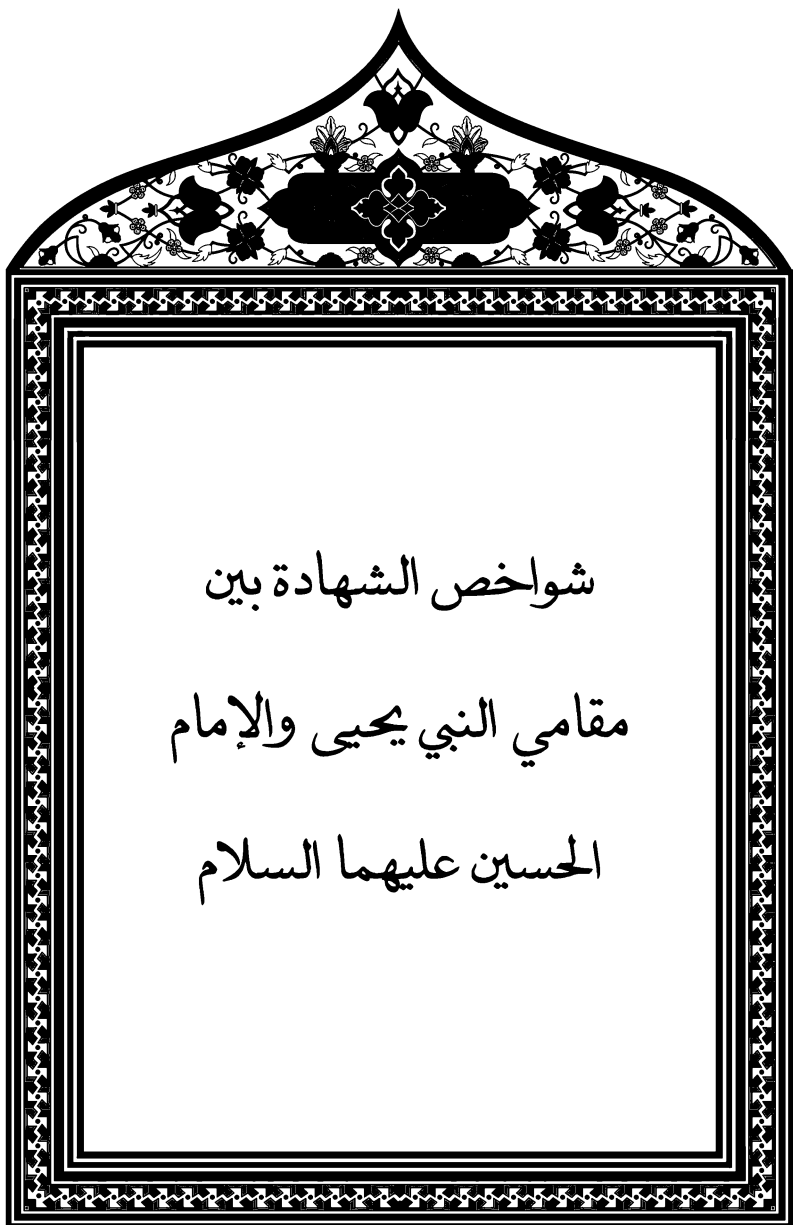 شواخص الشهادة بين
مقامي النبي يحيى والإمام
الحسين عليهما السلام